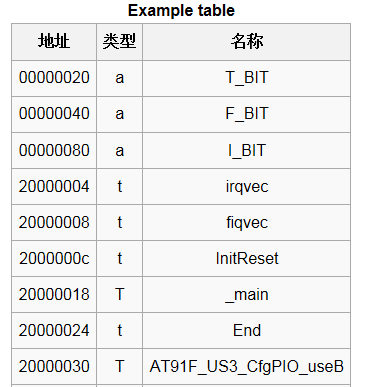 Example table
地址 类型 名称
00000020 a T_BIT
00000040 a F_BIT
00000080 a I_BIT
20000004 t irqvec
20000008 t fiqvec
2000000c t InitReset
20000018 T _main
20000024 t End
20000030 T AT91F_US3_CfgPIO_useB